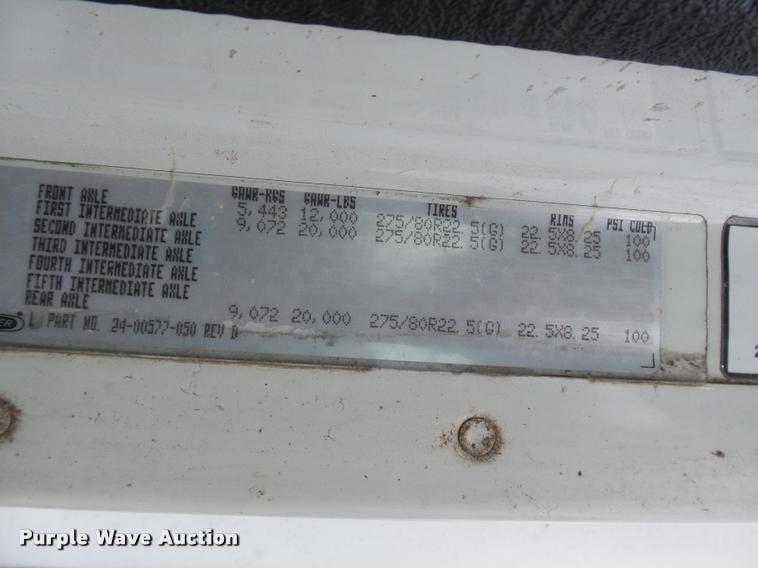 GAWR-KGS GAWR-LBS TIRES RIMS PSI COLD
FRONT AXLE 5,443 12,000 275/80R22.5(G) 22.5X8.25 100
FIRST INTERMEDIATE AXLE 9,072 20,000 275/80R22.5(G) 22.5X8.25 100
SECOND INTERMEDIATE AXLE
THIRD INTERMEDIATE AXLE
FOURTH INTERMEDIATE AXLE
FIFTH INTERMEDIATE AXLE
REAR AXLE 9,072 20,000 275/80R22.5(G) 22.5X8.25 100
PART NO. 24-00577-050 REV D
Purple Wave Auction